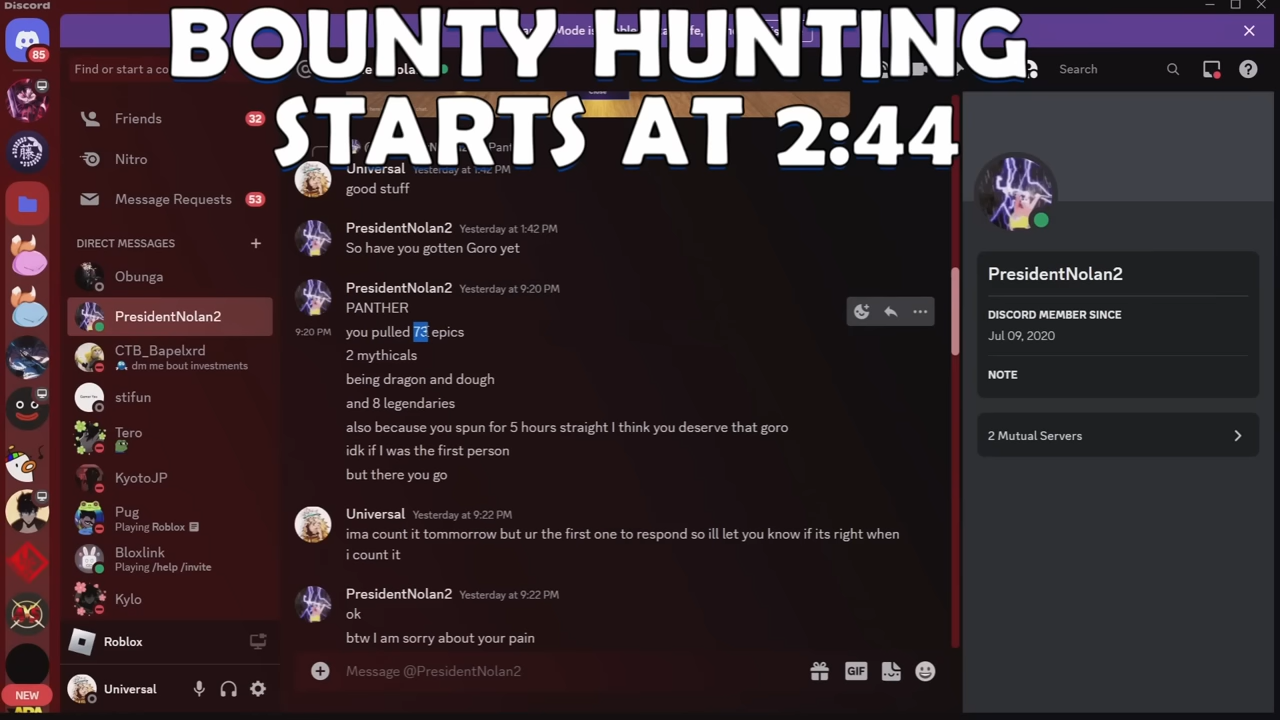 Discord
BOUNTY HUNTING
STARTS AT 2:44
85
Find or start a co
Search
Friends
32
Nitro
Message Requests
53
DIRECT MESSAGES
Obunga
PresidentNolan2
CTB_Bapelxrd
dm me bout investments
stifun
Tero
KyotoJP
Pug
Playing Roblox
Bloxlink
Playing /help /invite
Kylo
Roblox
Universal
NEW
Universal Yesterday at 1:42 PM
good stuff
PresidentNolan2 Yesterday at 1:42 PM
So have you gotten Goro yet
PresidentNolan2 Yesterday at 9:20 PM
PANTHER
9:20 PM you pulled 73 epics
2 mythicals
being dragon and dough
and 8 legendaries
also because you spun for 5 hours straight I think you deserve that goro
idk if I was the first person
but there you go
Universal Yesterday at 9:22 PM
ima count it tommorrow but ur the first one to respond so ill let you know if its right when
i count it
PresidentNolan2 Yesterday at 9:22 PM
ok
btw I am sorry about your pain
Message @PresidentNolan2
GIF
PresidentNolan2
DISCORD MEMBER SINCE
Jul 09, 2020
NOTE
2 Mutual Servers